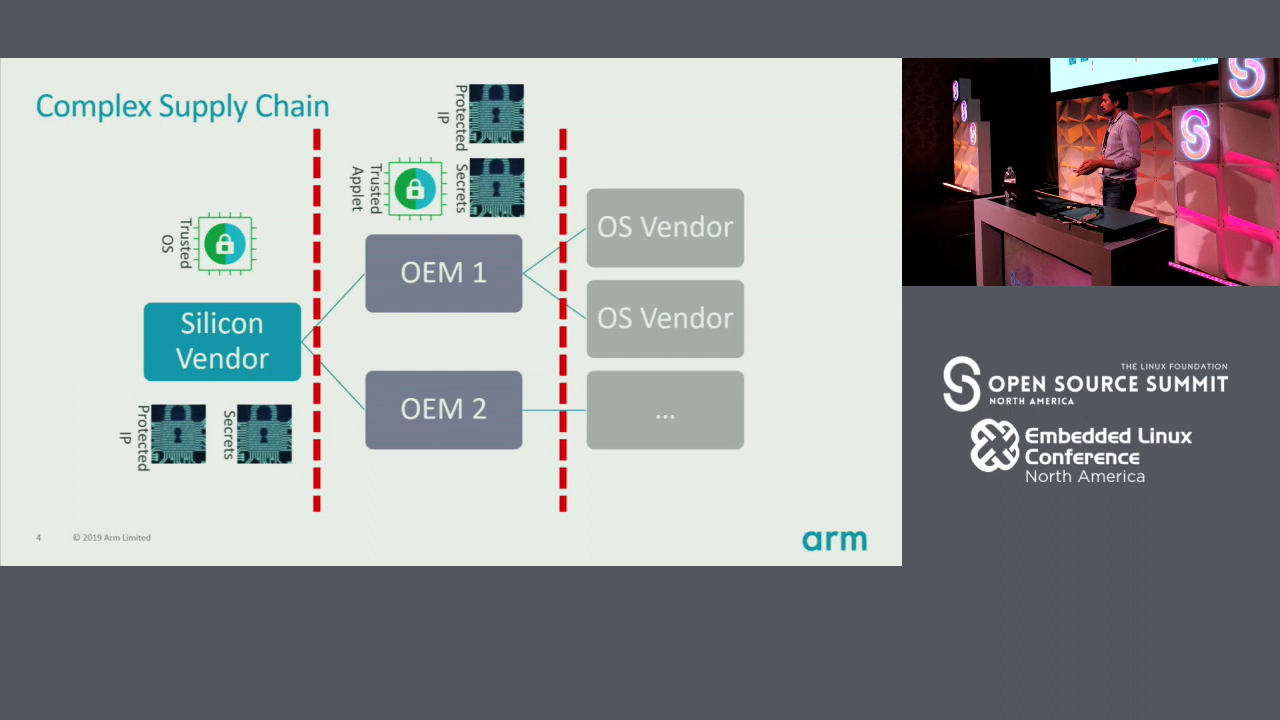 Complex Supply Chain
Protected
IP
Trusted
Applet
Secrets
Trusted
OS
OS Vendor
OEM 1
OS Vendor
Silicon
Vendor
OEM 2
...
Protected
IP
Secrets
4
© 2019 Arm Limited
arm
THE LINUX FOUNDATION
OPEN SOURCE SUMMIT
NORTH AMERICA
Embedded Linux
Conference
North America